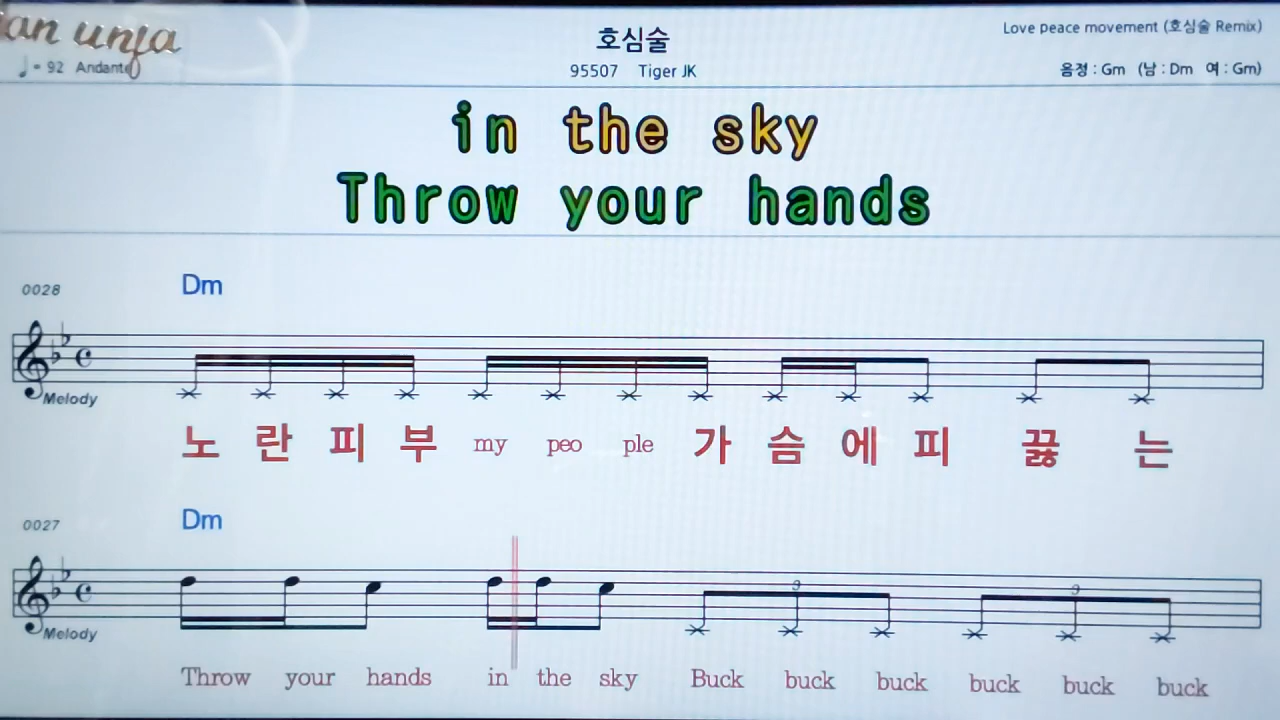 an unja
호심술
Love peace movement (호심술 Remix)
♩= 92 Andante
95507 Tiger JK
음정 : Gm (남 : Dm 여 : Gm)
in the sky
Throw your hands
0028
Dm
Melody
노 란 피 부 my peo ple 가 슴 에 피 끓 는
0027
Dm
3 3
Melody
Throw your hands in the sky Buck buck buck buck buck buck